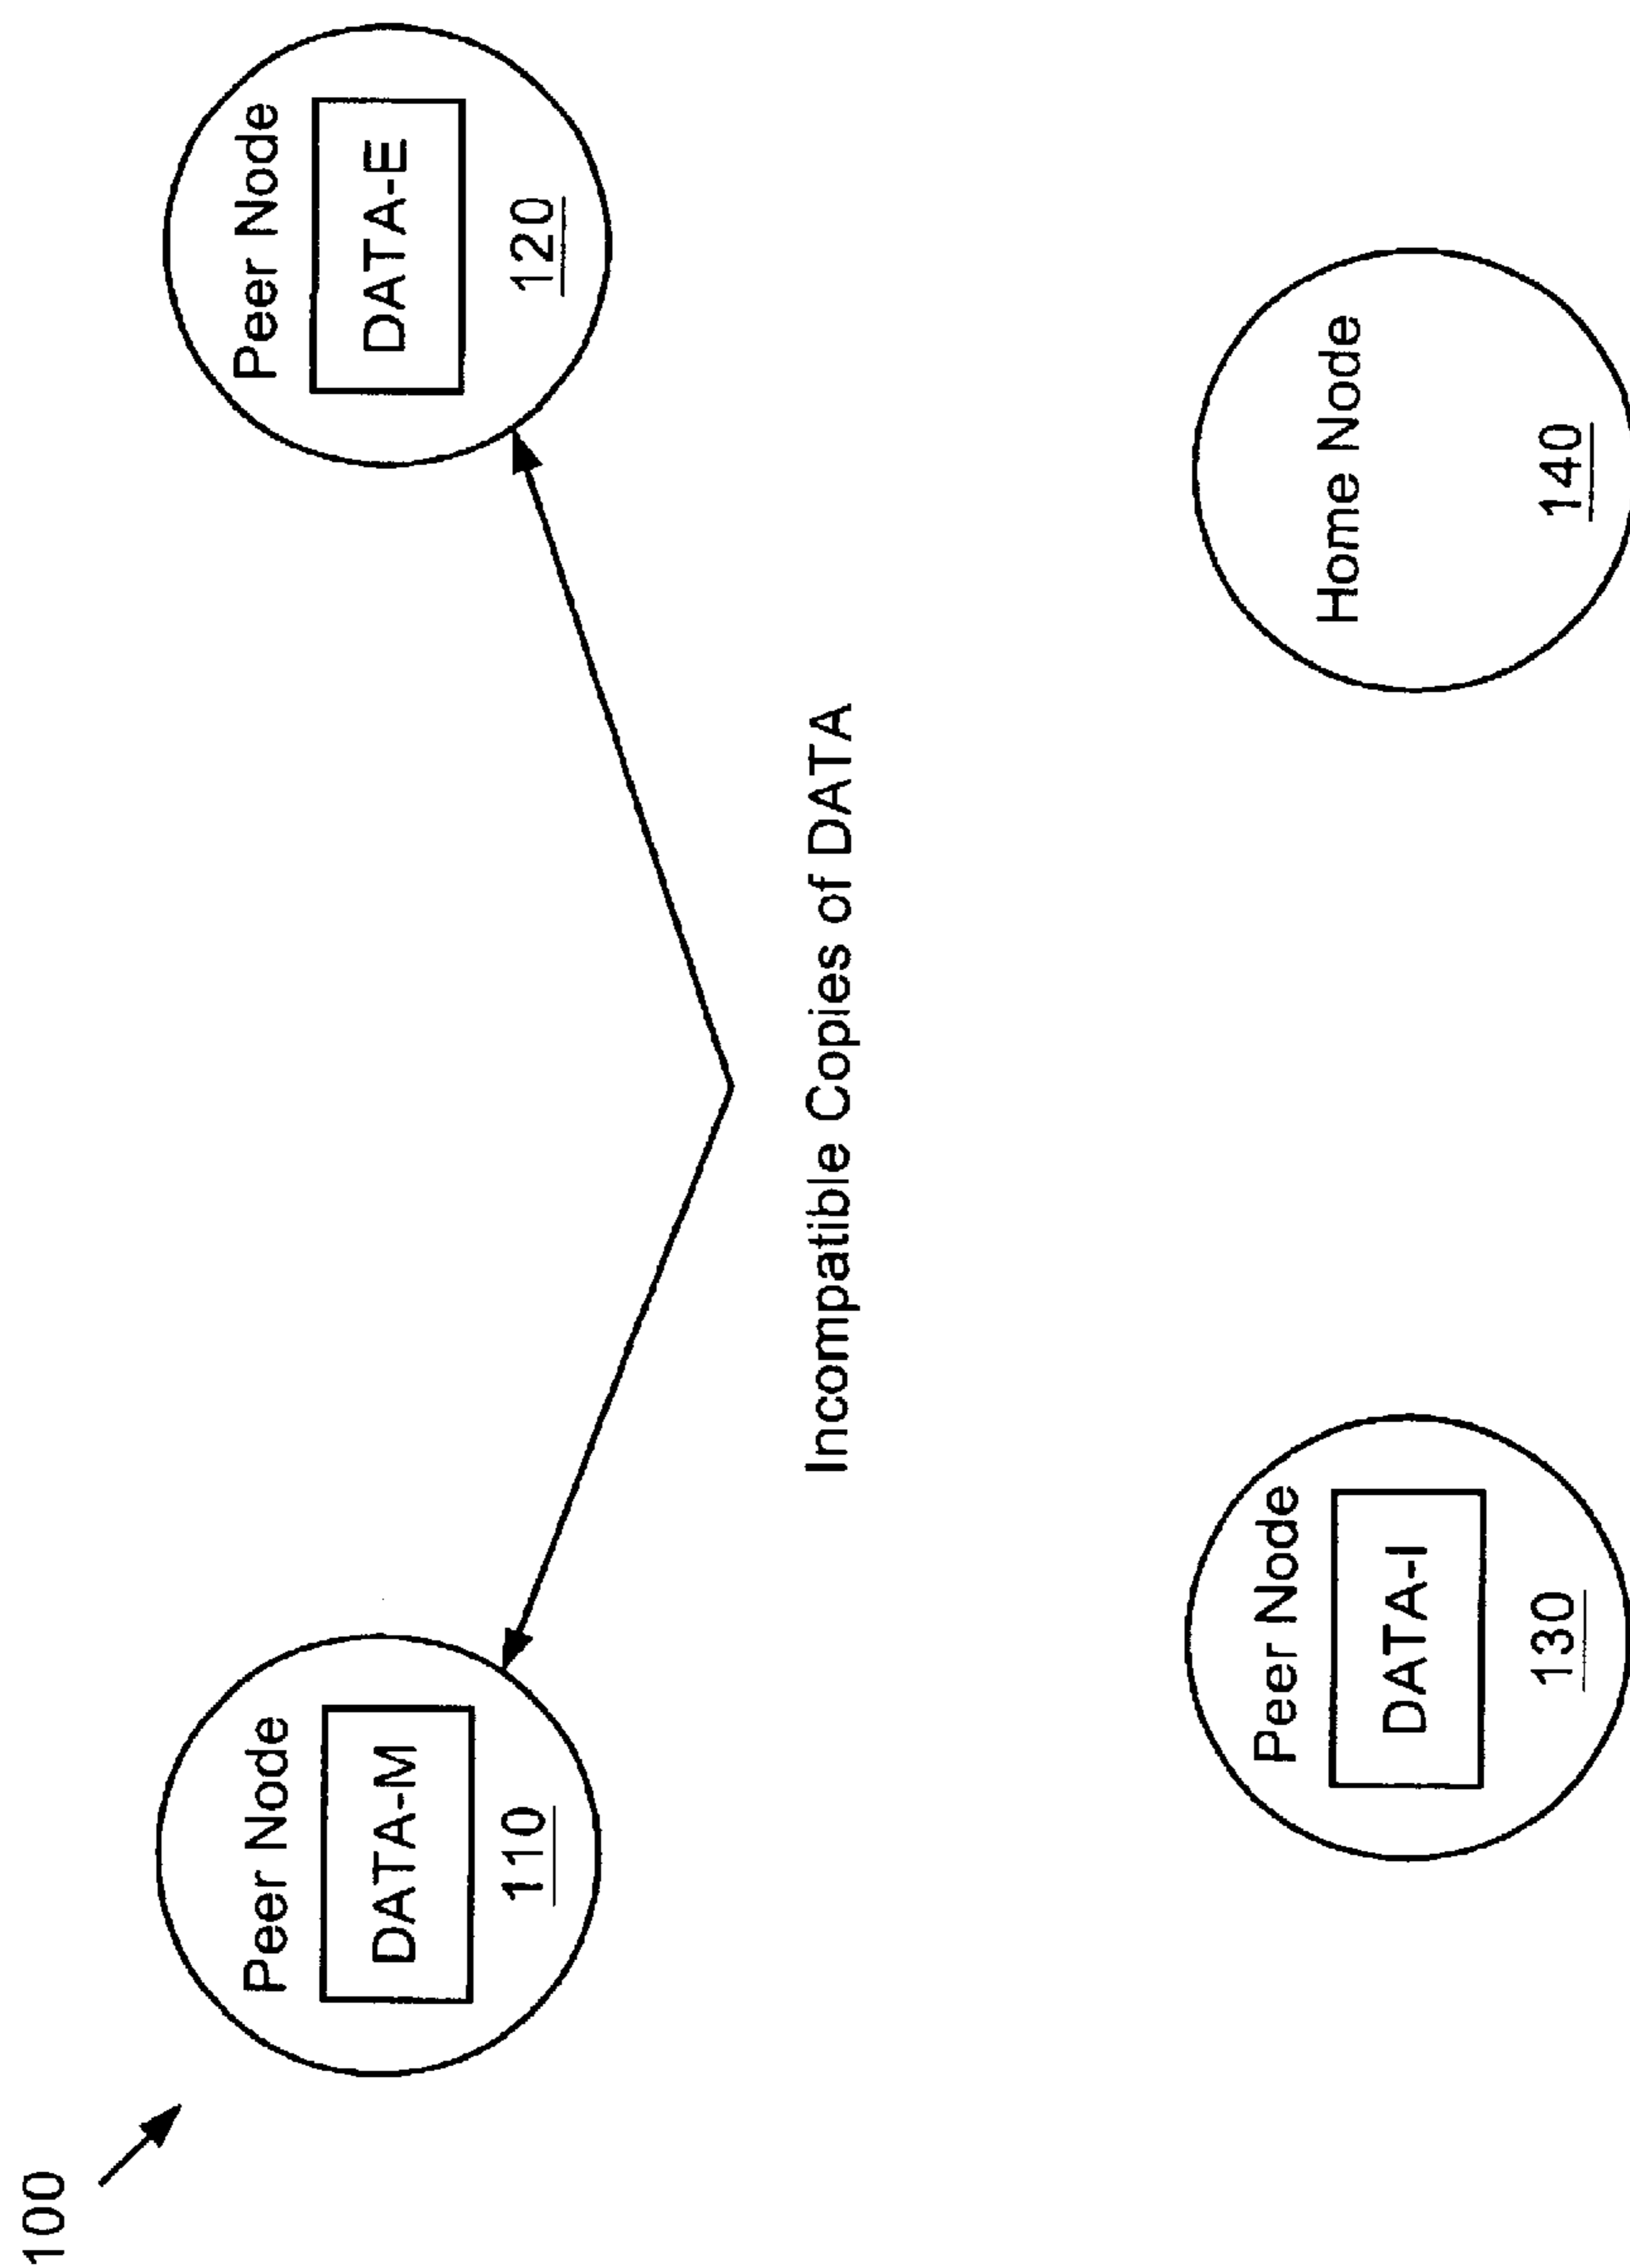 100
Peer Node
DATA-M
110
Peer Node
DATA-E
120
Incompatible Copies of DATA
Peer Node
DATA-I
130
Home Node
140